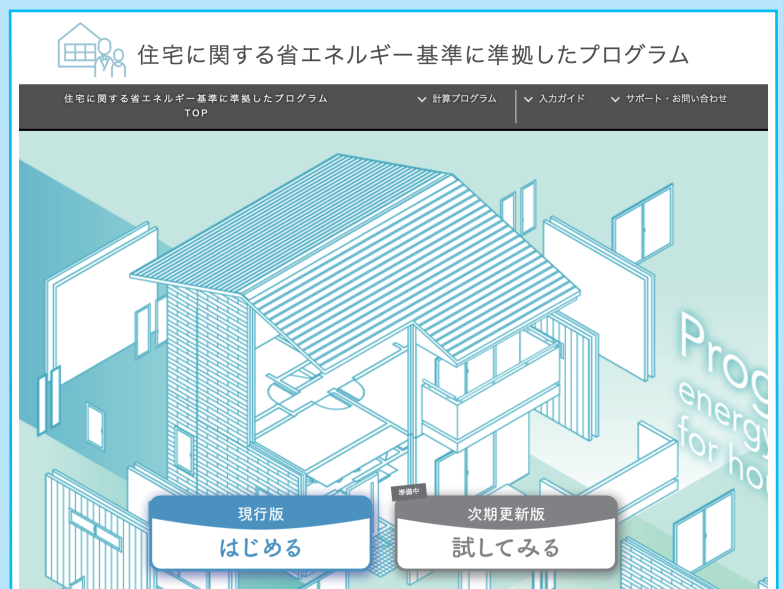 住宅に関する省エネルギー基準に準拠したプログラム
住宅に関する省エネルギー基準に準拠したプログラム
TOP
計算プログラム
入力ガイド
サポート・お問い合わせ
Prog
energy
for hou
準備中
現行版
はじめる
次期更新版
試してみる